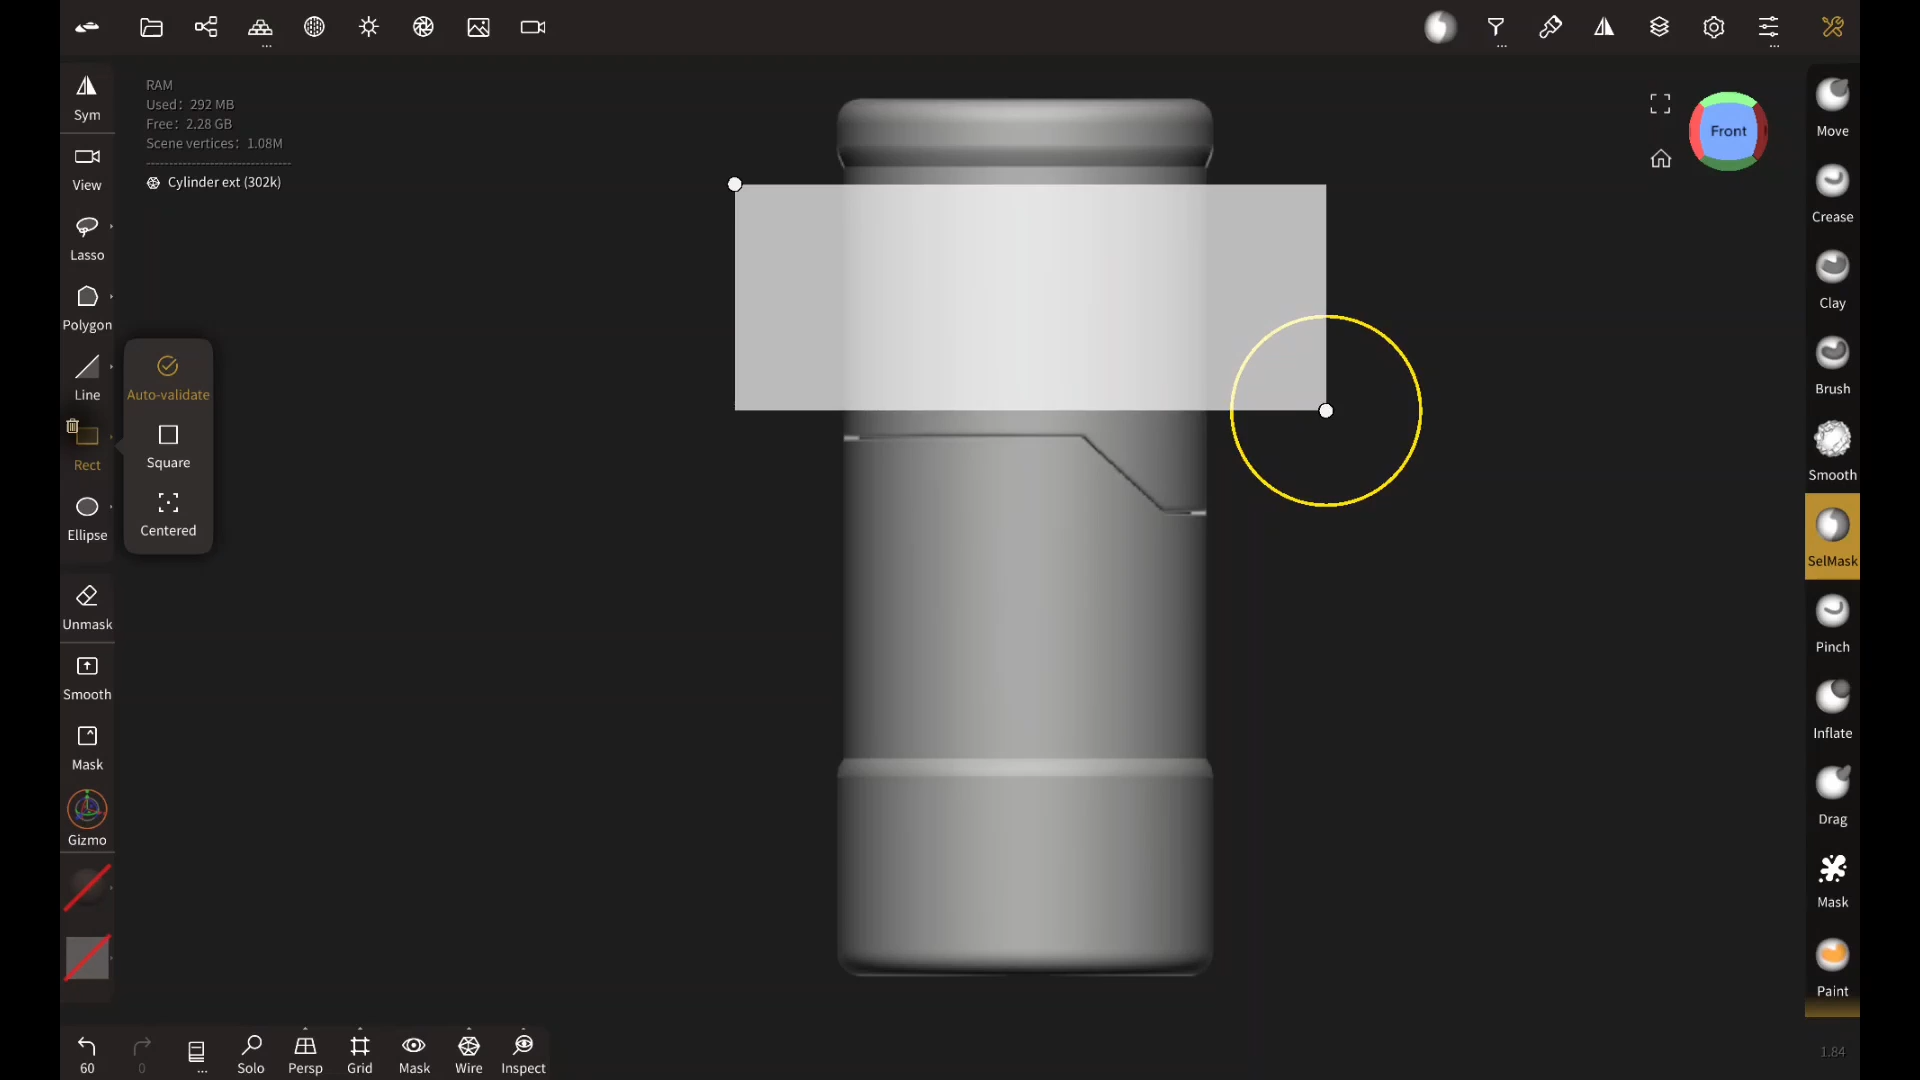 RAM
Used: 292 MB
Free: 2.28 GB
Scene vertices: 1.08M
--------------------------------
Cylinder ext (302k)
Front
Sym
View
Lasso
Polygon
Line
Rect
Ellipse
Auto-validate
Square
Centered
Unmask
Smooth
Mask
Gizmo
Move
Crease
Clay
Brush
Smooth
SelMask
Pinch
Inflate
Drag
Mask
Paint
60
0
...
Solo
Persp
Grid
Mask
Wire
Inspect
1.84